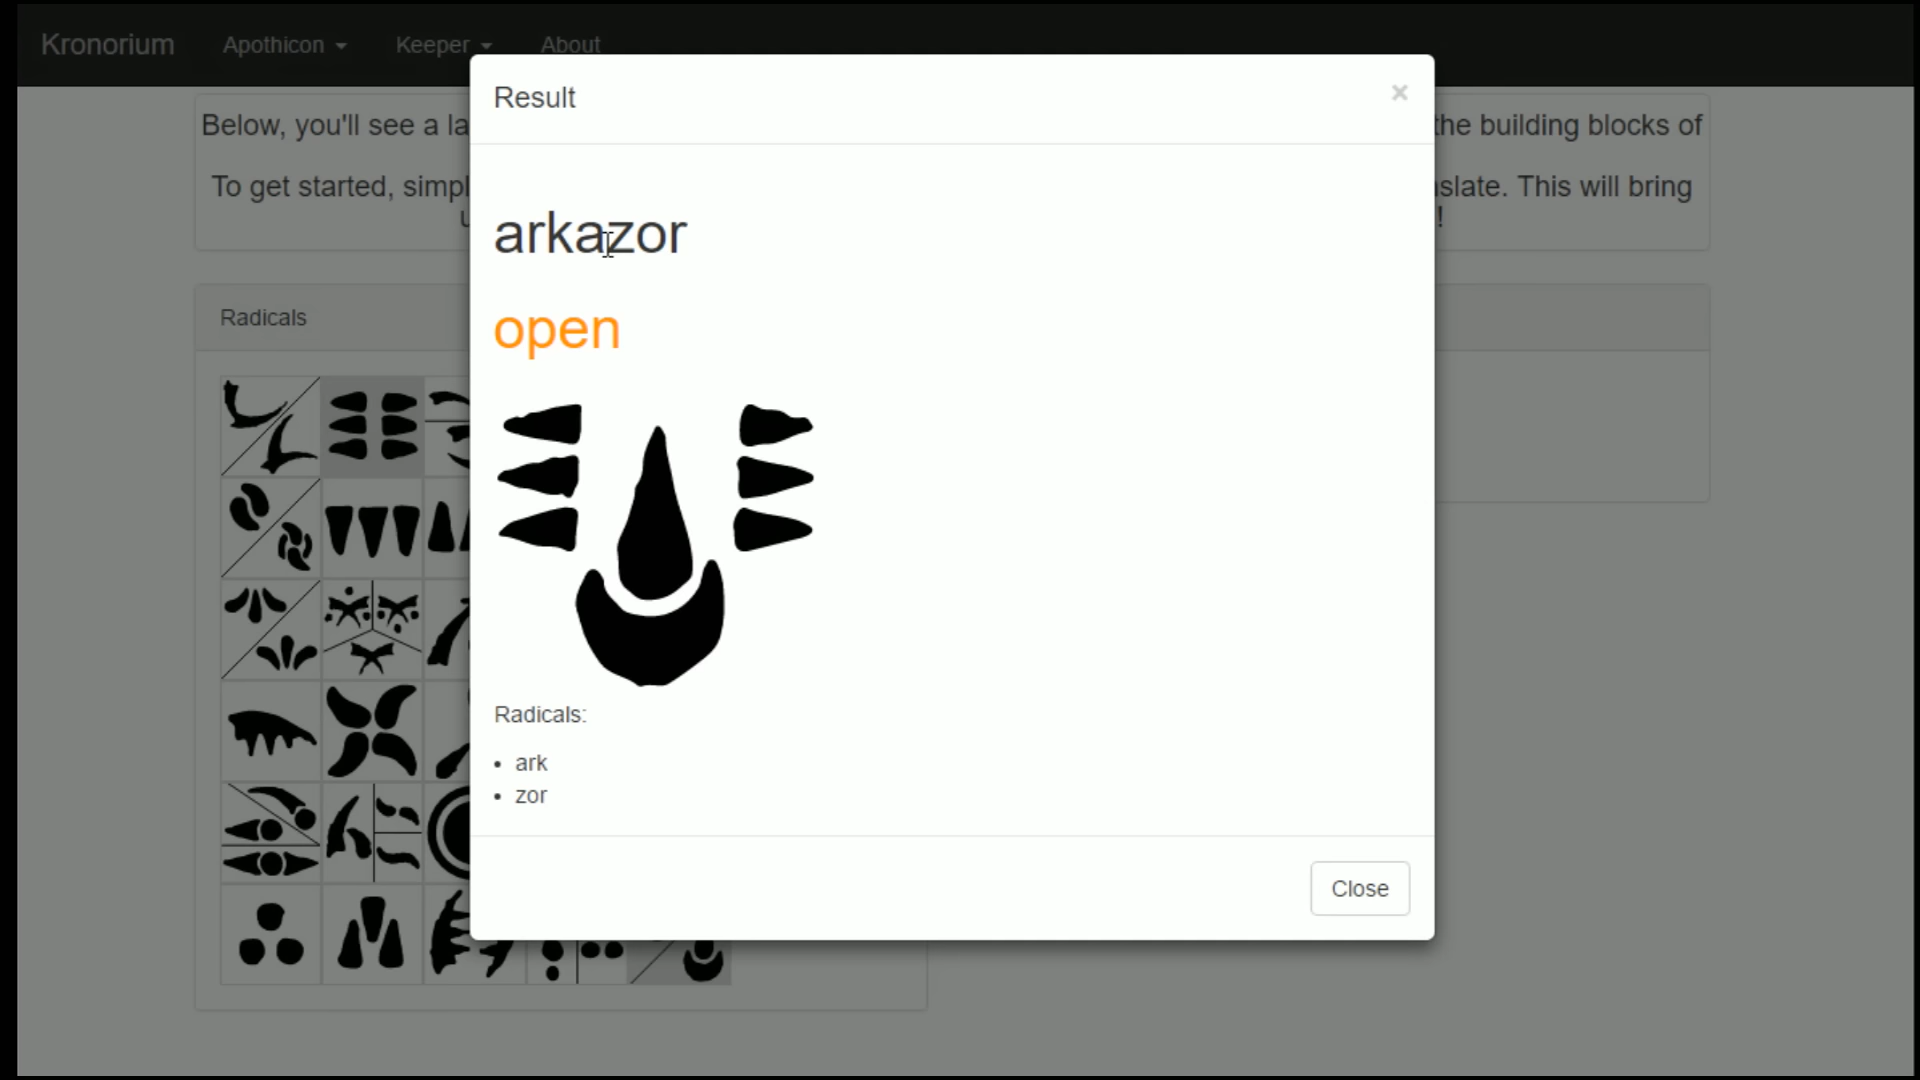 Kronorium Apothicon Keeper About
Result ×
Below, you'll see a la the building blocks of
To get started, simpl slate. This will bring
!
arkazor
open
Radicals
Radicals:
• ark
• zor
Close